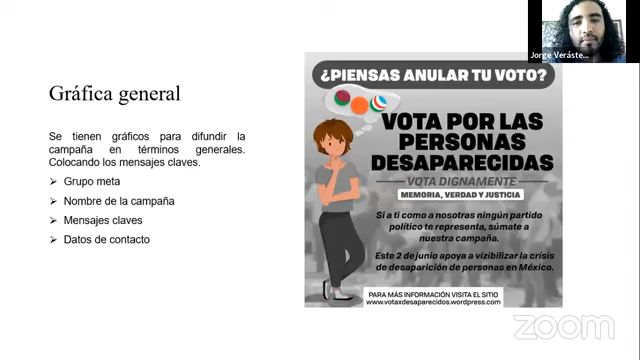 Gráfica general
Se tienen gráficos para difundir la
campaña en términos generales.
Colocando los mensajes claves.
Grupo meta
Nombre de la campaña
Mensajes claves
Datos de contacto
¿PIENSAS ANULAR TU VOTO?
VOTA POR LAS
PERSONAS
DESAPARECIDAS
VOTA DIGNAMENTE
MEMORIA, VERDAD Y JUSTICIA
Si a ti como a nosotras ningún partido
político te representa, súmate a
nuestra campaña.
Este 2 de junio apoya a vizibilizar la crisis
de desaparición de personas en México.
PARA MÁS INFORMACIÓN VISITA EL SITIO
www.votaxdesaparecidos.wordpress.com
Jorge Veráste...
zoom